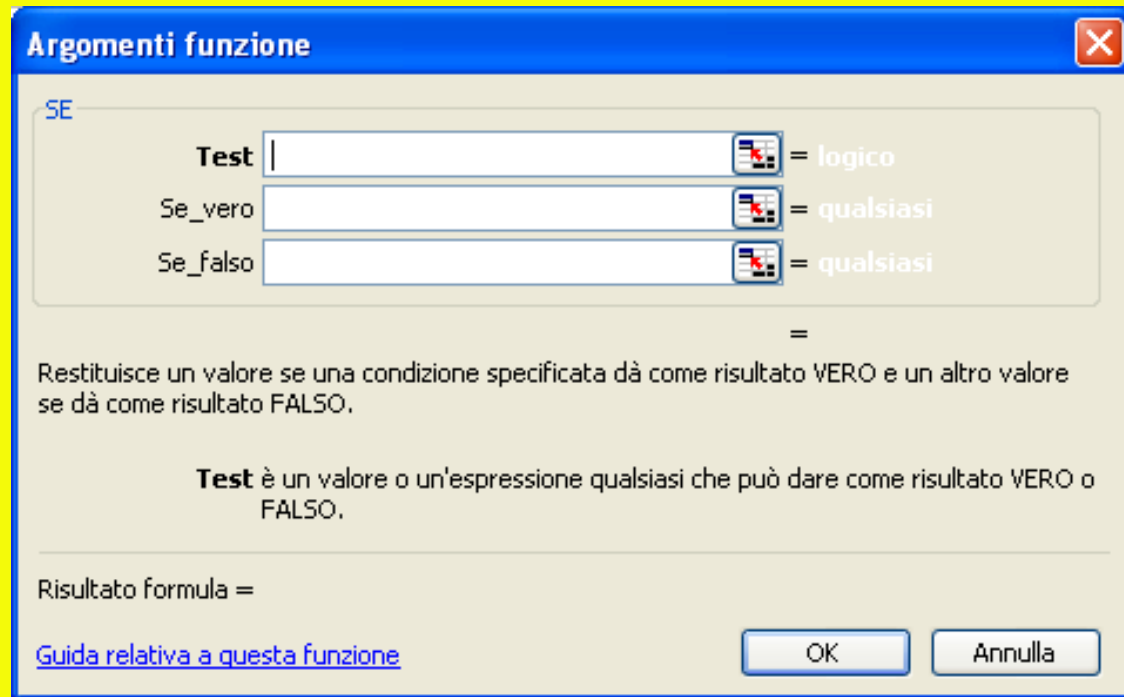 Argomenti funzione
SE
Test = logico
Se_vero = qualsiasi
Se_falso = qualsiasi
=
Restituisce un valore se una condizione specificata dà come risultato VERO e un altro valore
se dà come risultato FALSO.
Test è un valore o un'espressione qualsiasi che può dare come risultato VERO o
FALSO.
Risultato formula =
Guida relativa a questa funzione
OK
Annulla